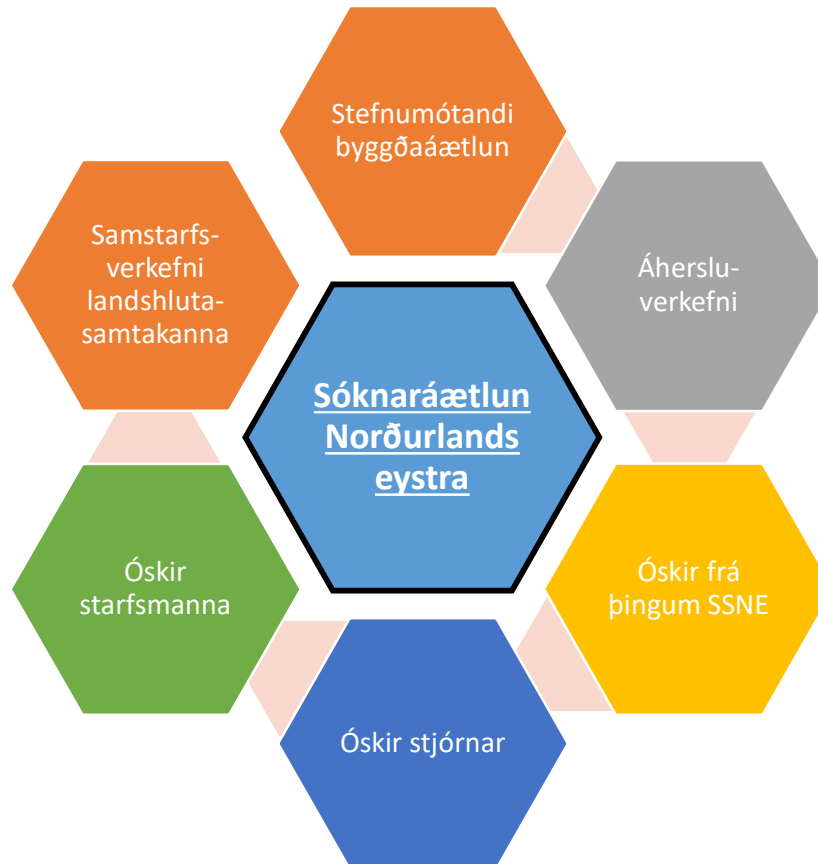 Stefnumótandi
byggðaáætlun
Samstarfs-
verkefni
landshluta-
samtakanna
Áherslu-
verkefni
Sóknaráætlun
Norðurlands
eystra
Óskir
starfsmanna
Óskir frá
þingum SSNE
Óskir stjórnar